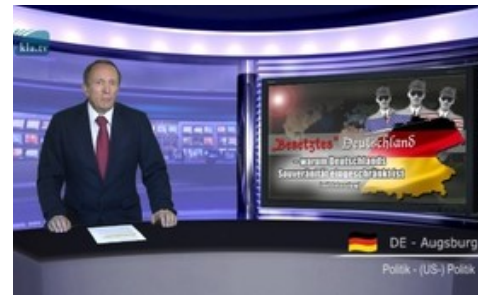 kla.tv
"Besetztes" Deutschland
...warum Deutschlands
Souveränität eingeschränkt ist
DE - Augsburg
Politik - (US-) Politik